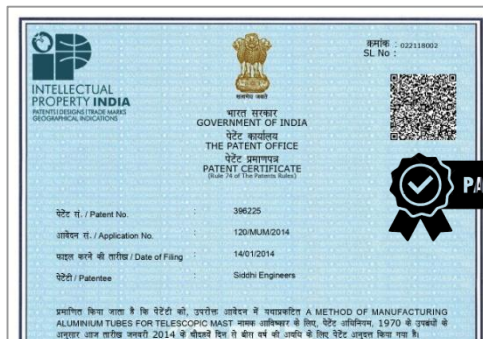 क्रमांक : 022118002
SL No :
INTELLECTUAL
PROPERTY INDIA
PATENTS | DESIGNS | TRADE MARKS
GEOGRAPHICAL INDICATIONS
सत्यमेव जयते
भारत सरकार
GOVERNMENT OF INDIA
पेटेंट कार्यालय
THE PATENT OFFICE
पेटेंट प्रमाणपत्र
PATENT CERTIFICATE
(Rule 74 of The Patents Rules)
PA
पेटेंट सं. / Patent No. : 396225
आवेदन सं. / Application No. : 120/MUM/2014
फाइल करने की तारीख / Date of Filing : 14/01/2014
पेटेंटी / Patentee : Siddhi Engineers
प्रमाणित किया जाता है कि पेटेंटी को, उपरोक्त आवेदन में यथाप्रकटित A METHOD OF MANUFACTURING
ALUMINIUM TUBES FOR TELESCOPIC MAST नामक आविष्कार के लिए, पेटेंट अधिनियम, 1970 के उपबंधों के
अनुसार आज तारीख जनवरी 2014 के चौदहवें दिन से बीस वर्ष की अवधि के लिए पेटेंट अनुदत्त किया गया है।